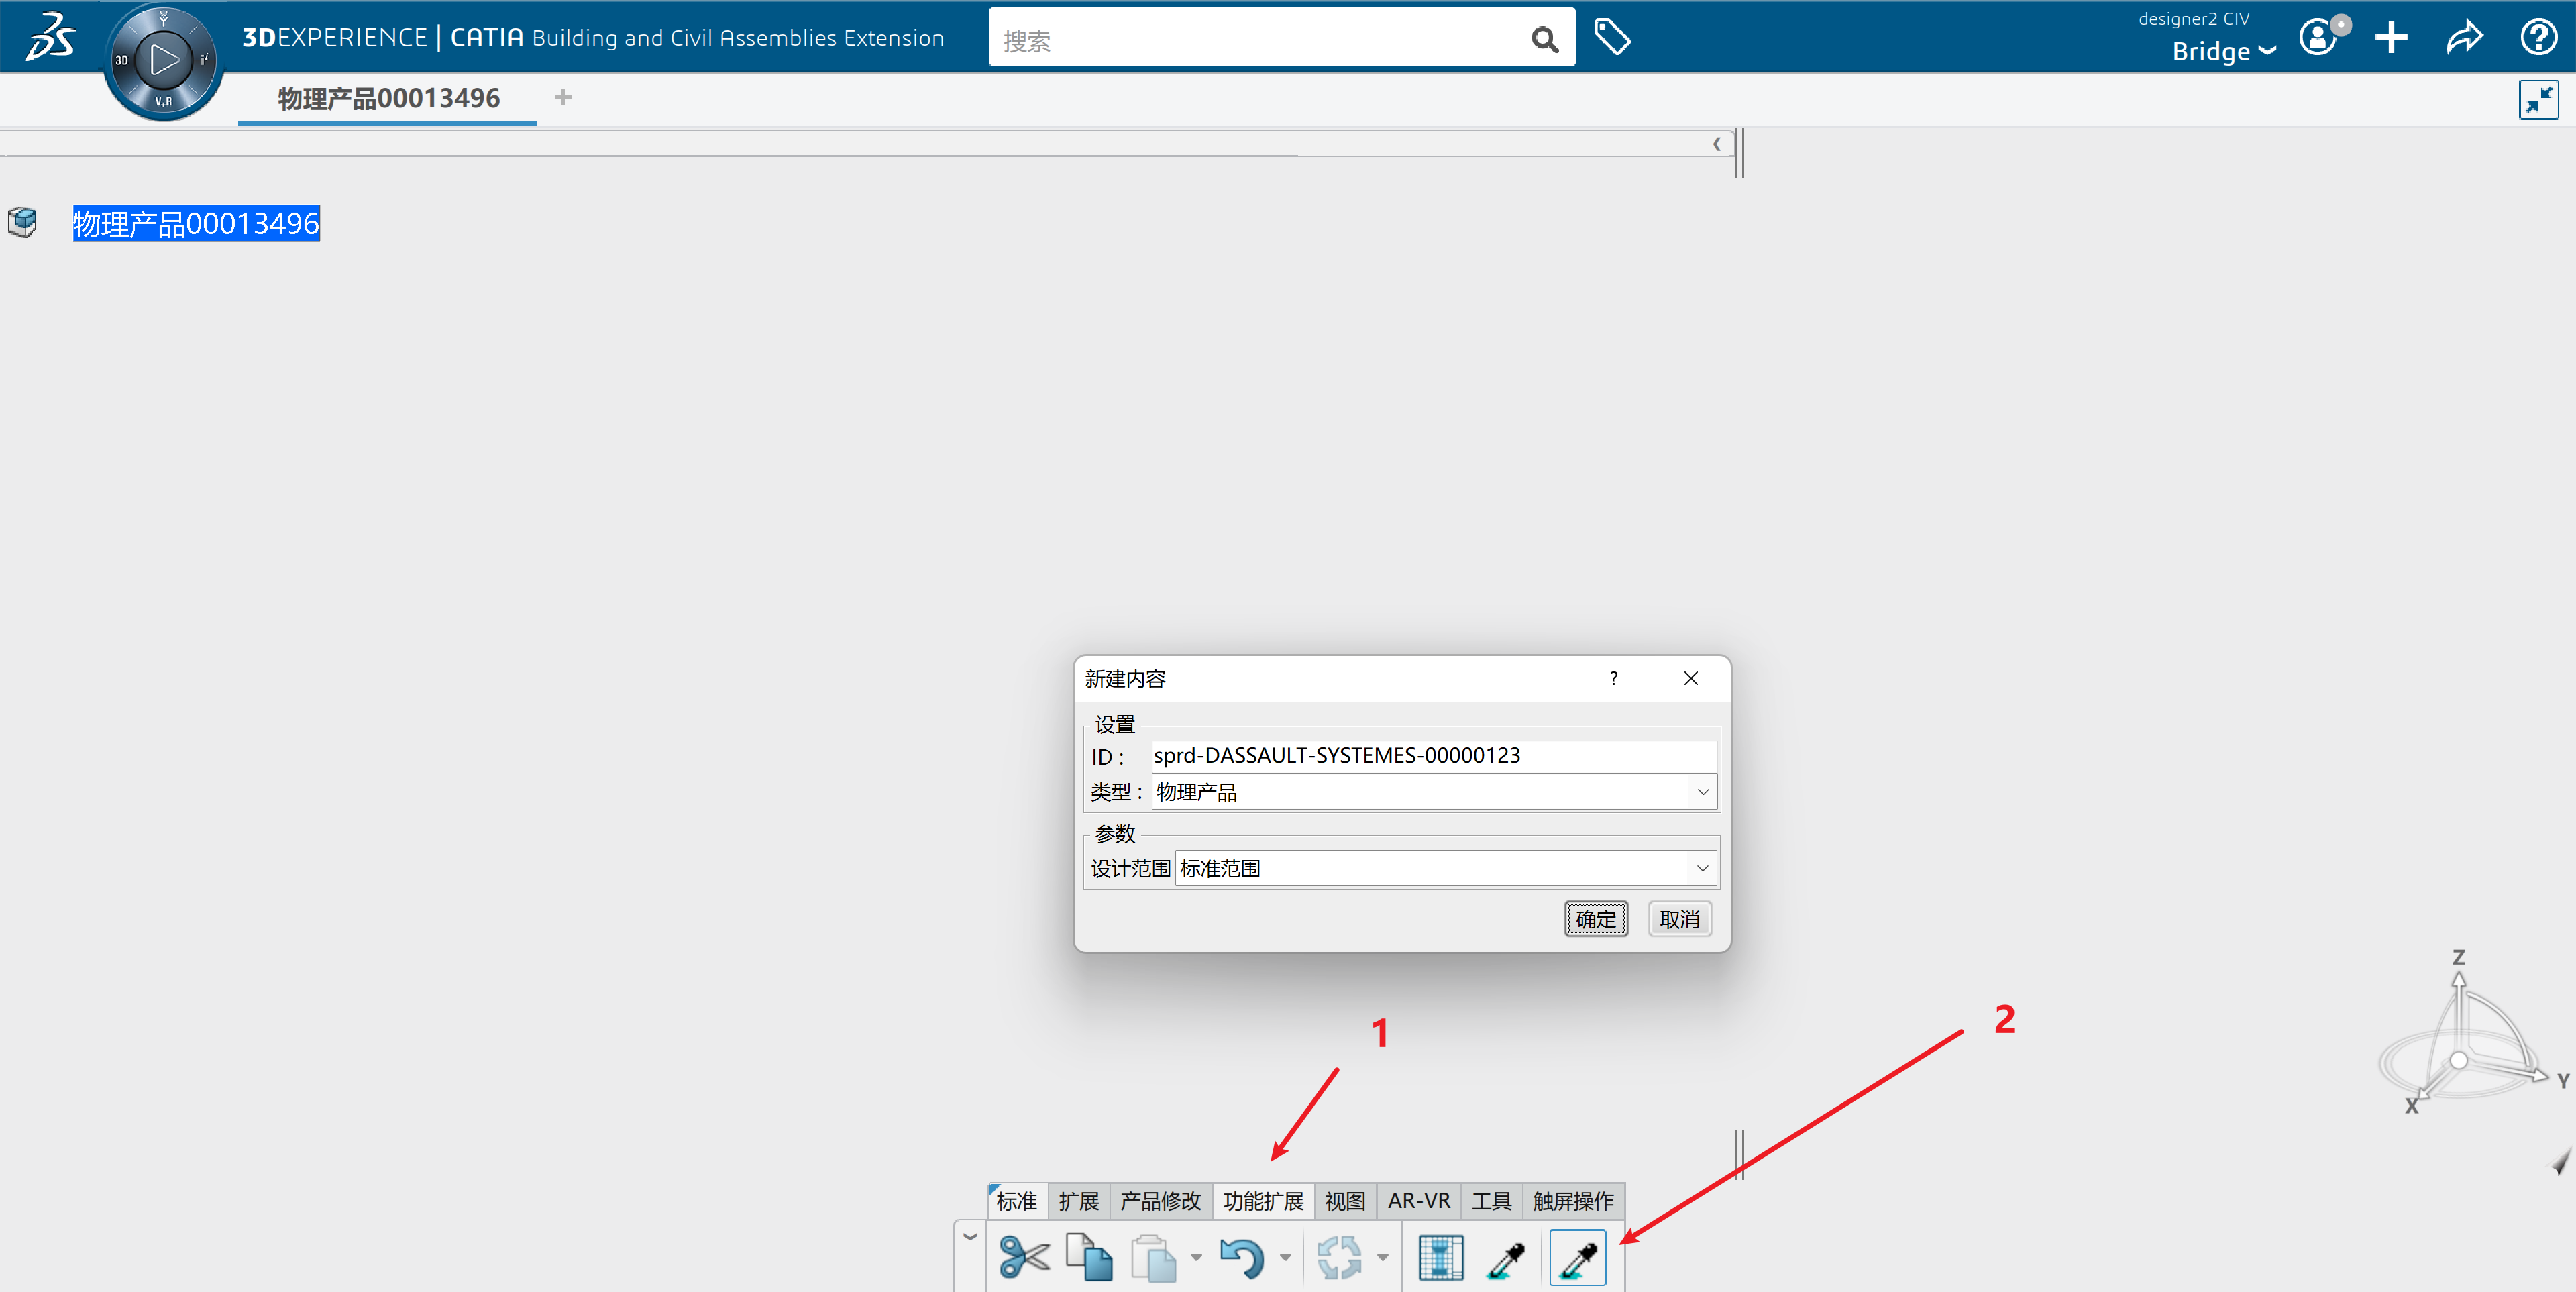 3DEXPERIENCE | CATIA Building and Civil Assemblies Extension
搜索
designer2 CIV
Bridge
3D
V,R
物理产品00013496
物理产品00013496
新建内容
?
设置
ID :
sprd-DASSAULT-SYSTEMES-00000123
类型 :
物理产品
参数
设计范围
标准范围
确定
取消
1
2
Z
Y
X
标准
扩展
产品修改
功能扩展
视图
AR-VR
工具
触屏操作